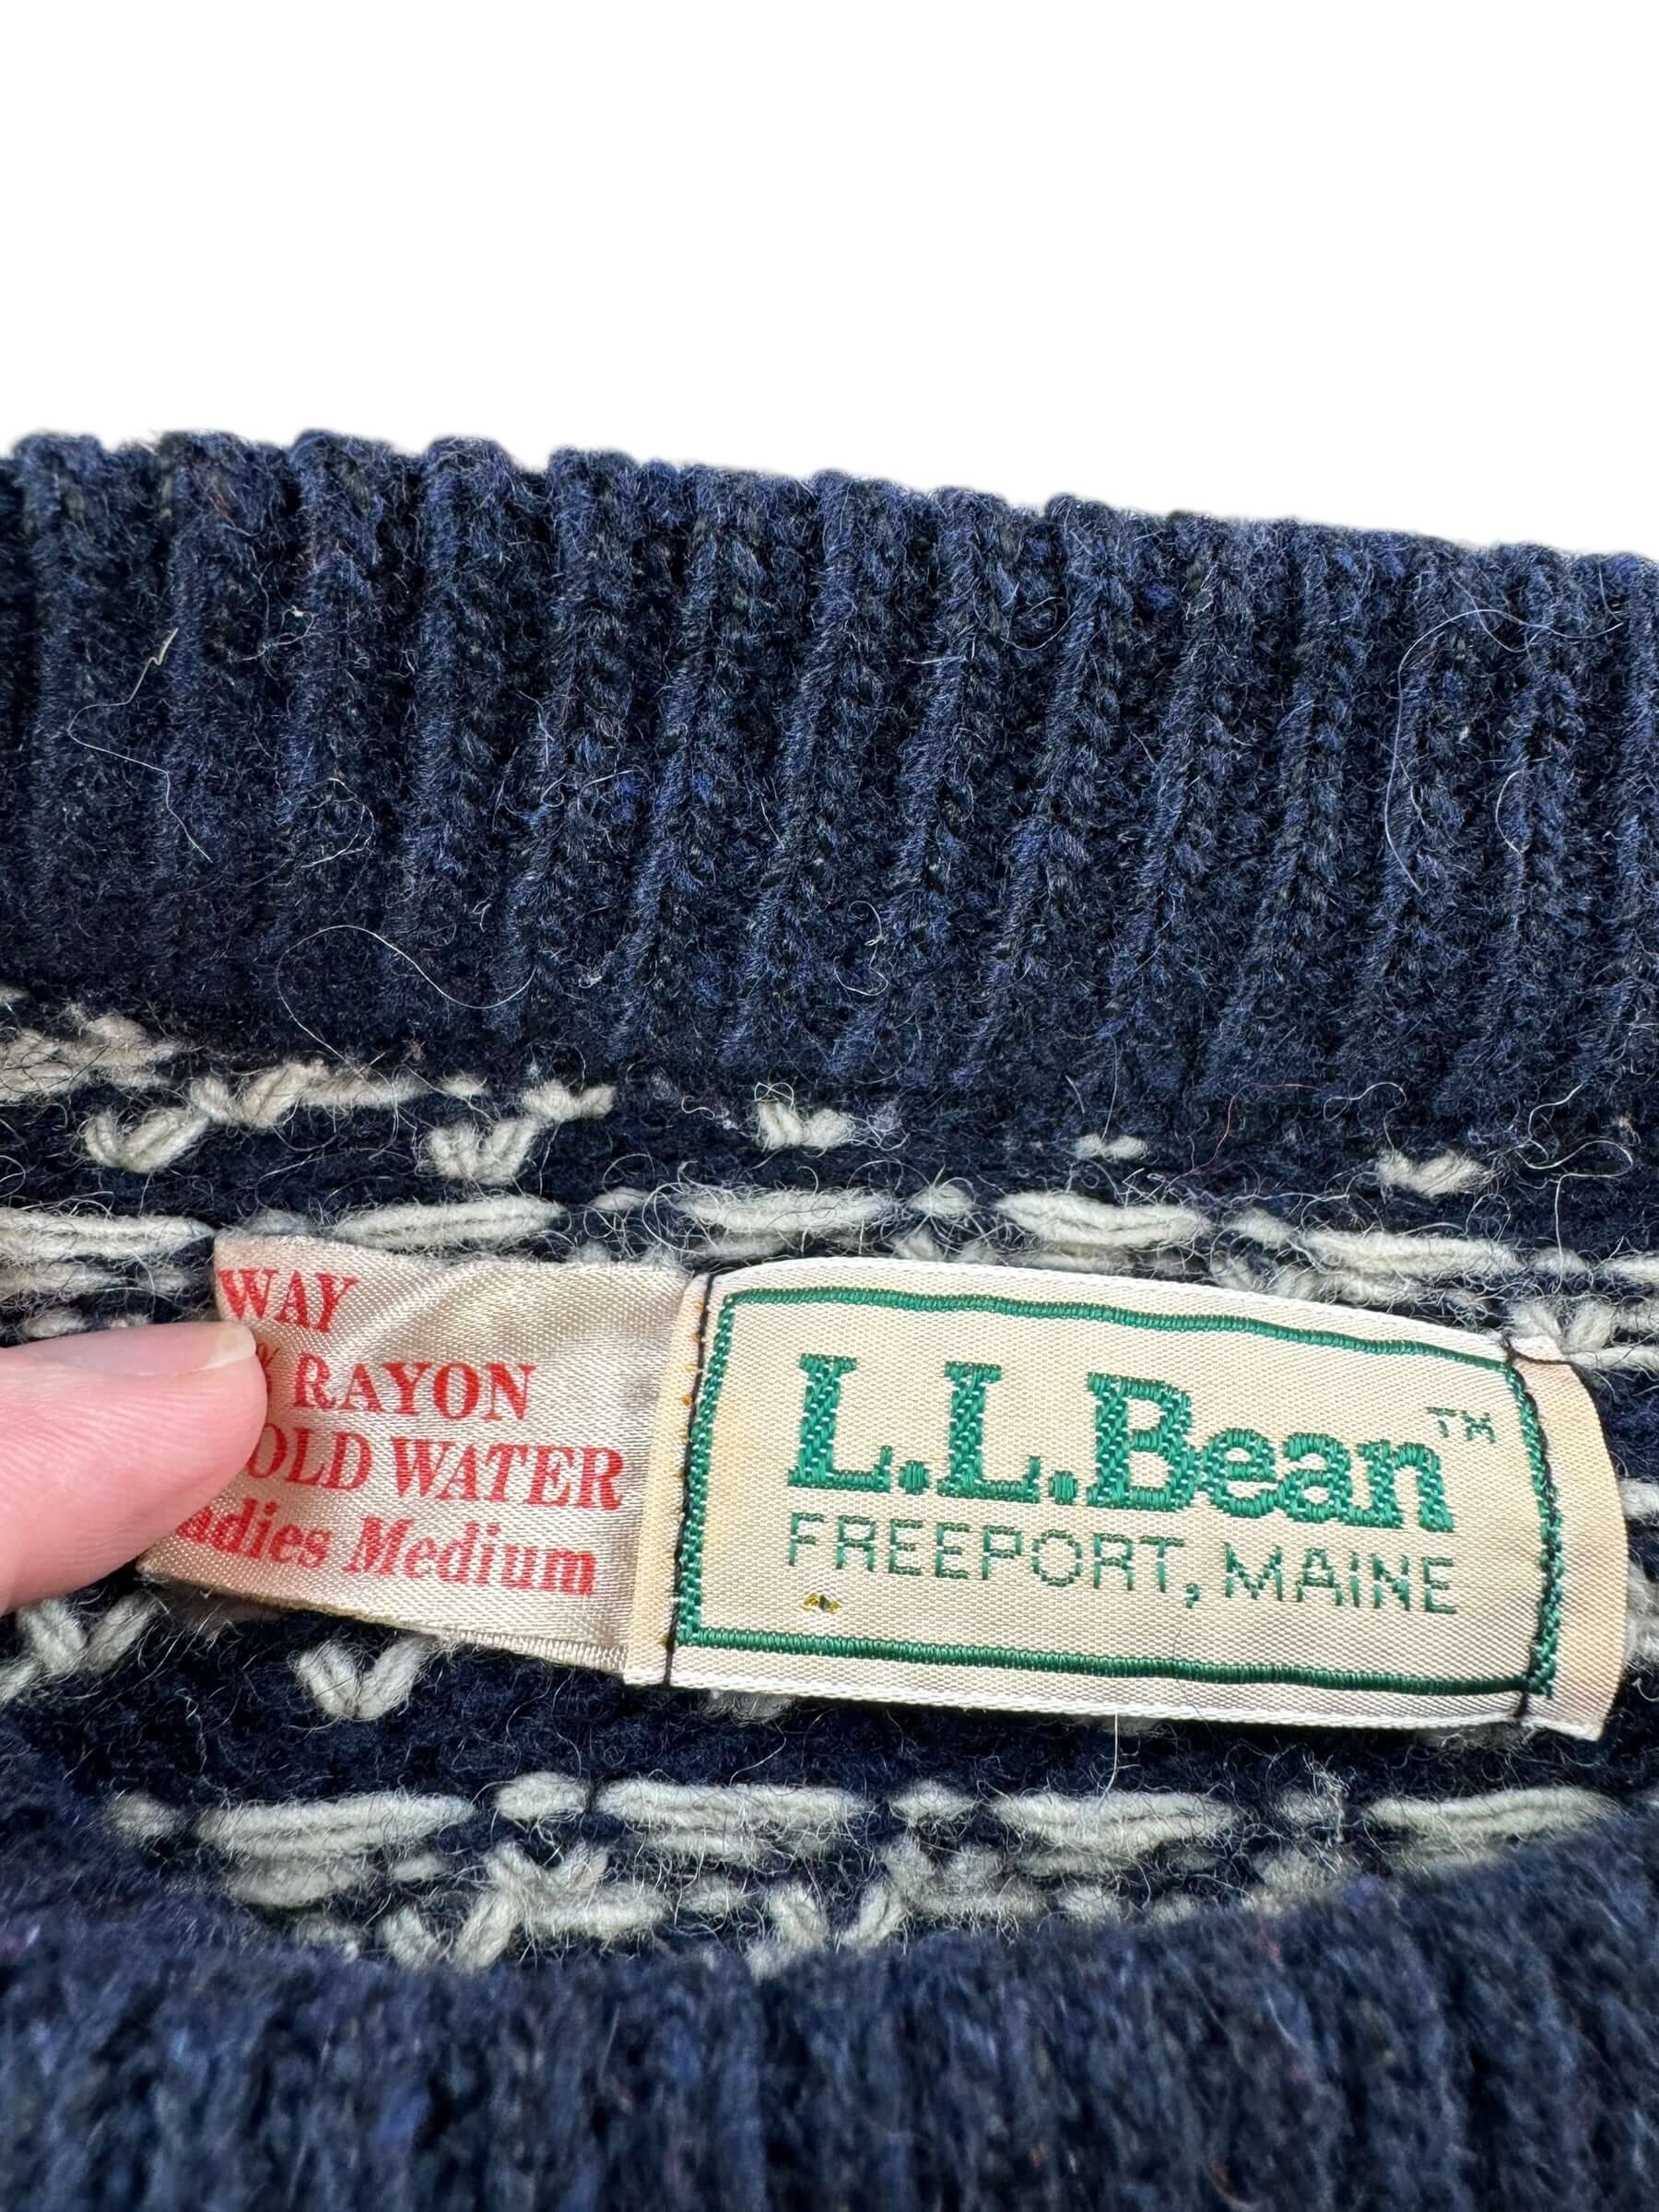 WAY
% RAYON
OLD WATER
adies Medium
L.L.Bean™
FREEPORT, MAINE